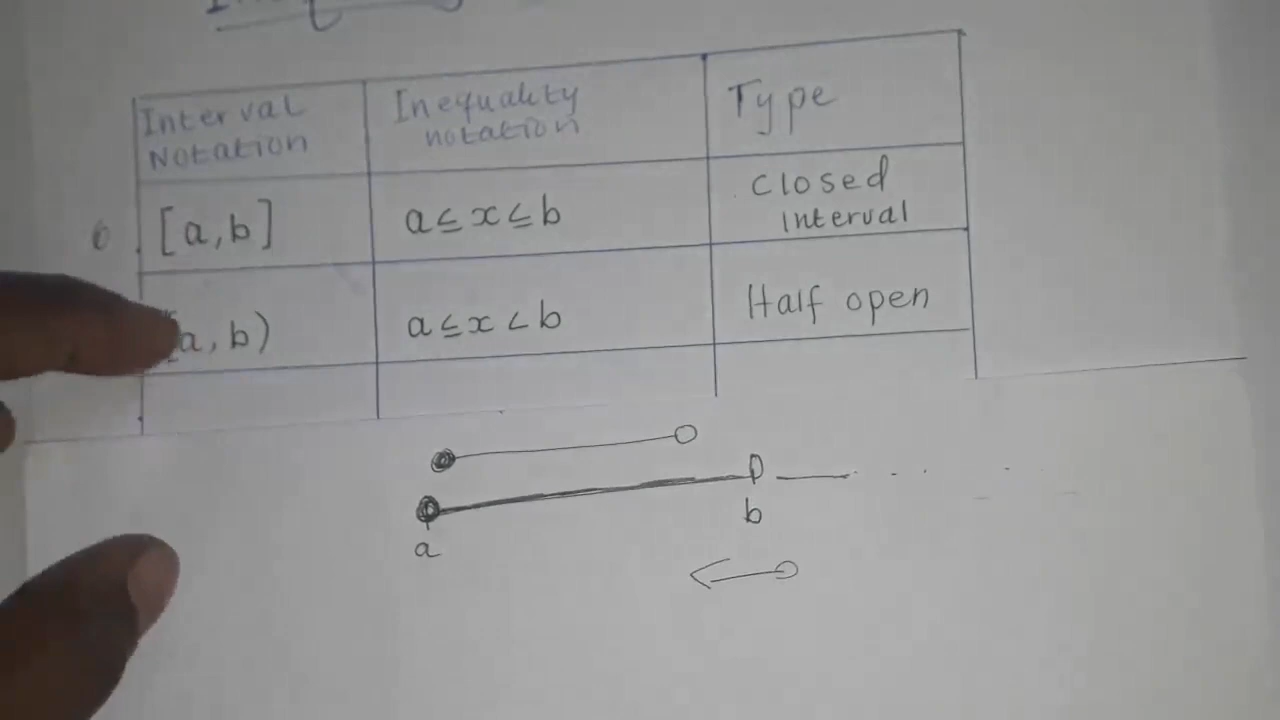 Interval Notation
Inequality notation
Type
[a,b]
a≤x≤b
Closed interval
a, b)
a≤x<b
Half open
a
b